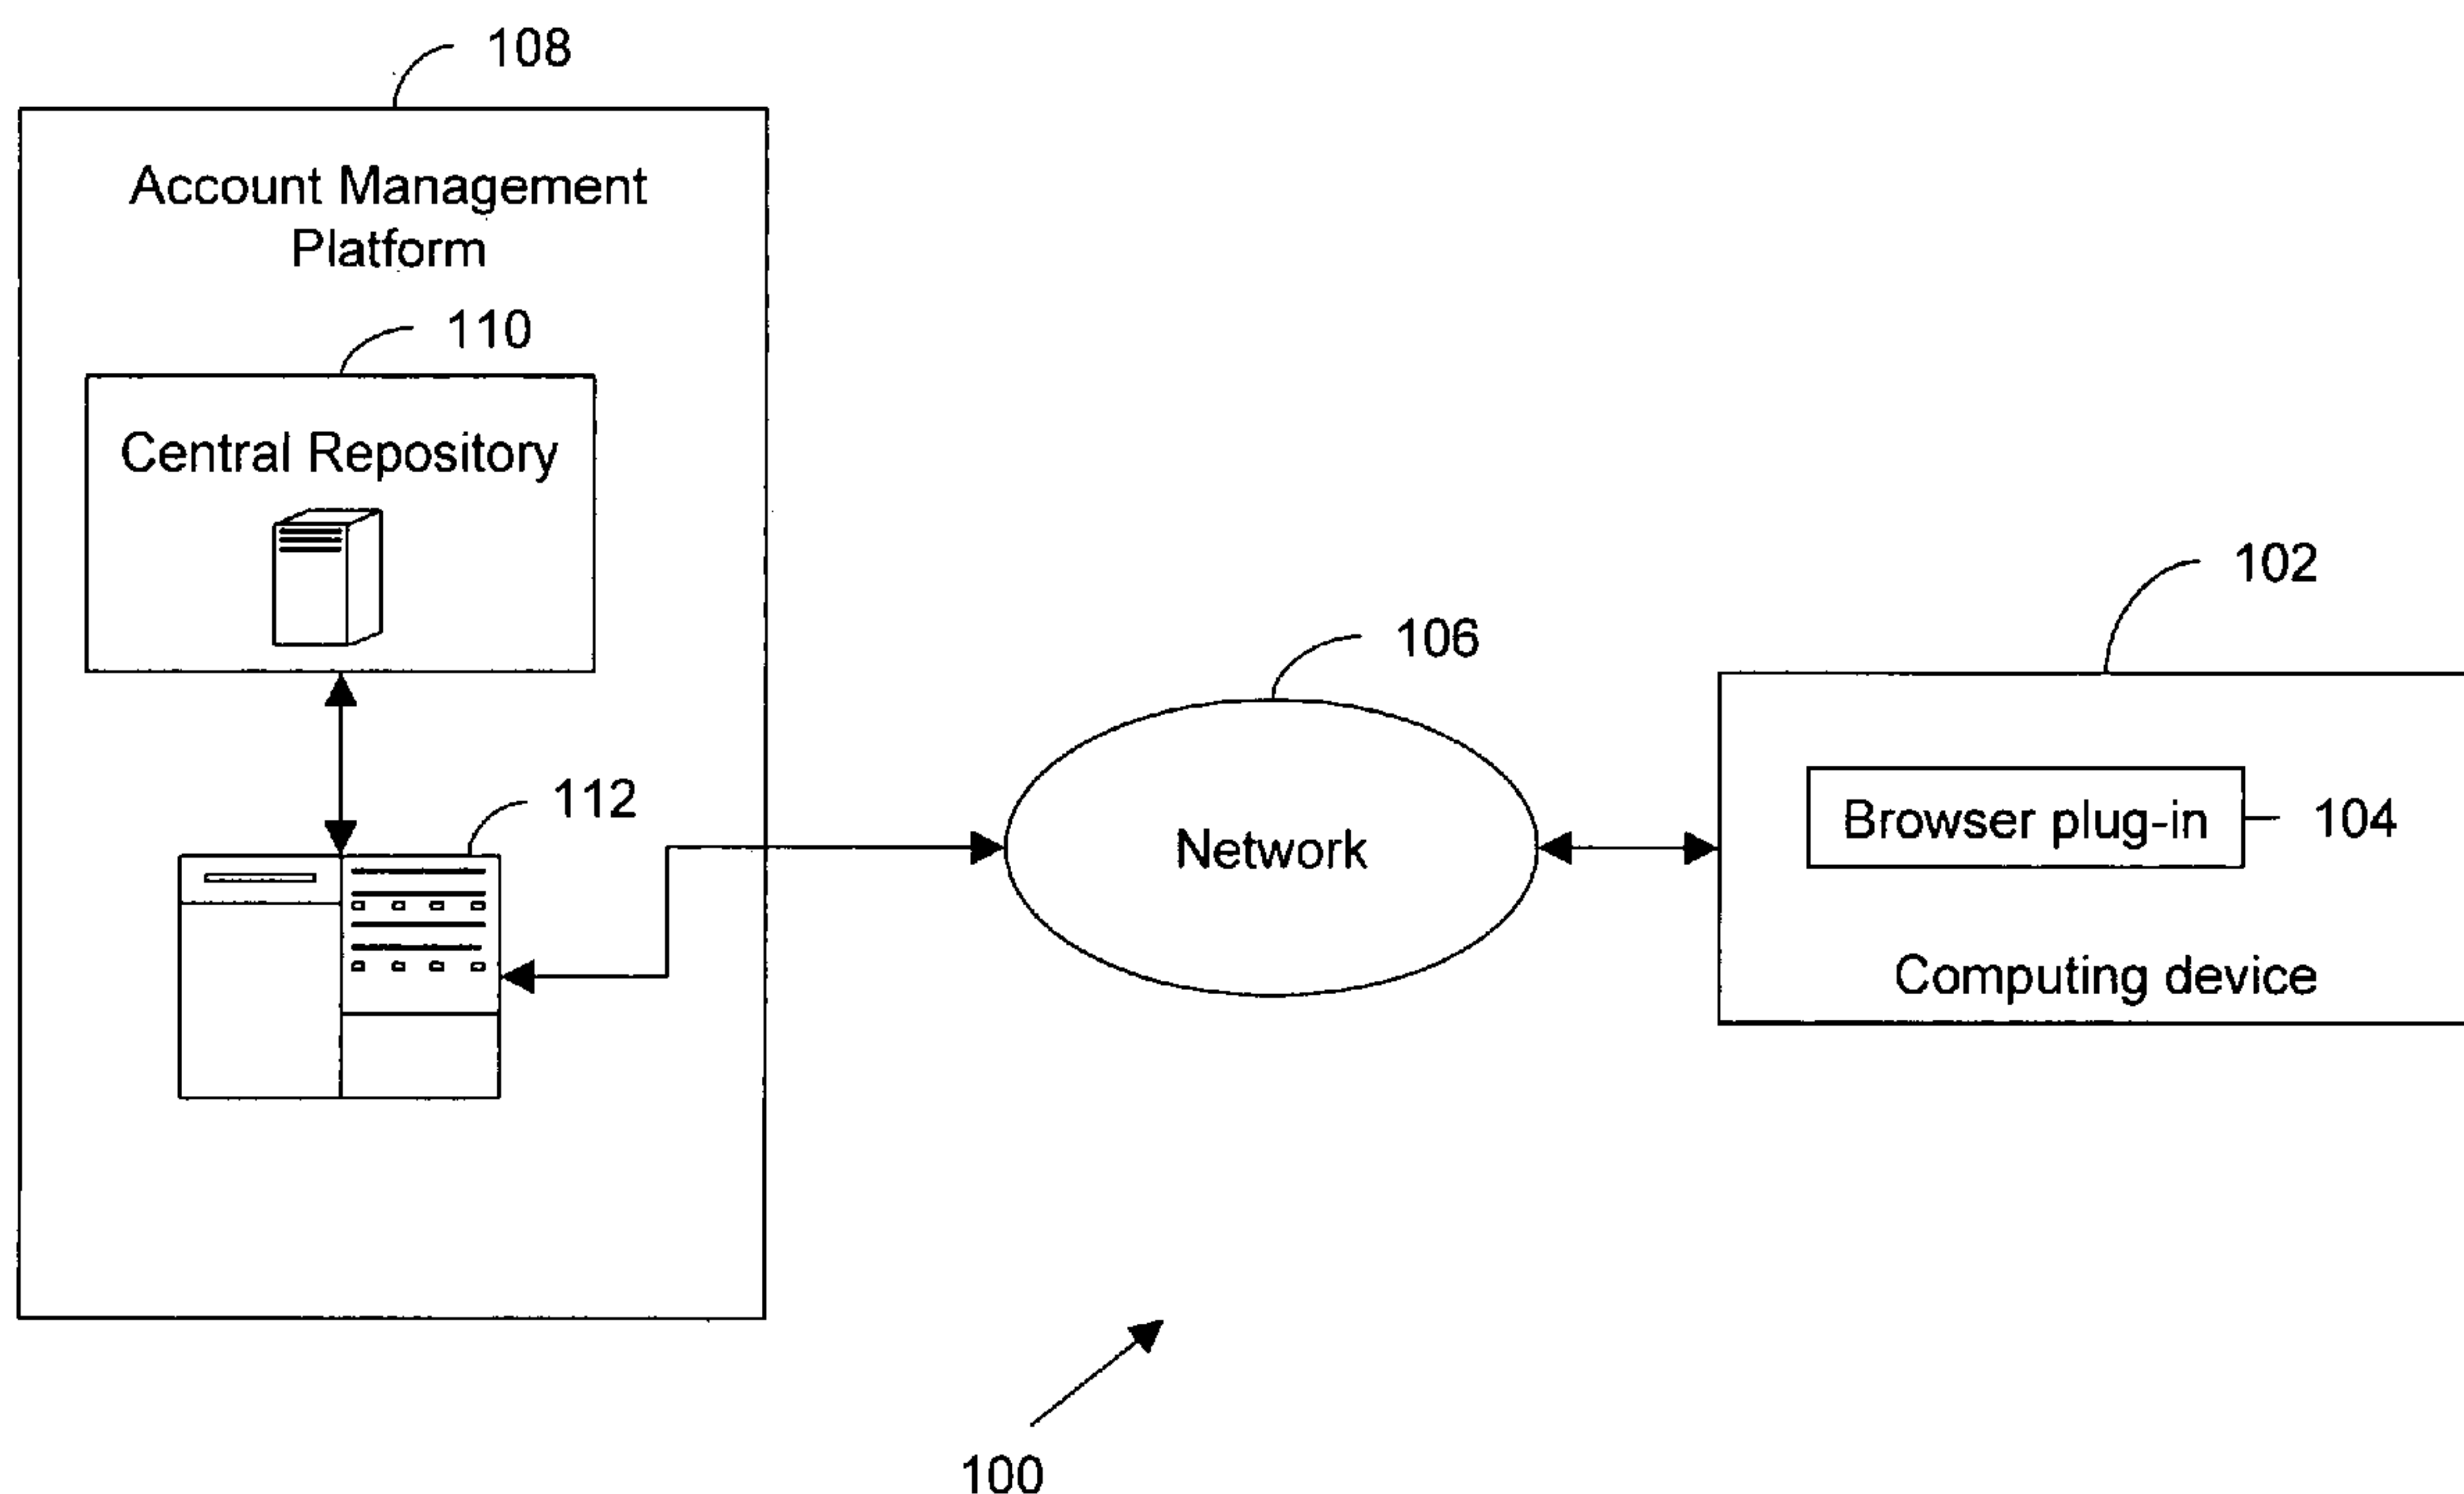 108
Account Management
Platform
110
Central Repository
112
106
Network
102
Browser plug-in
104
Computing device
100